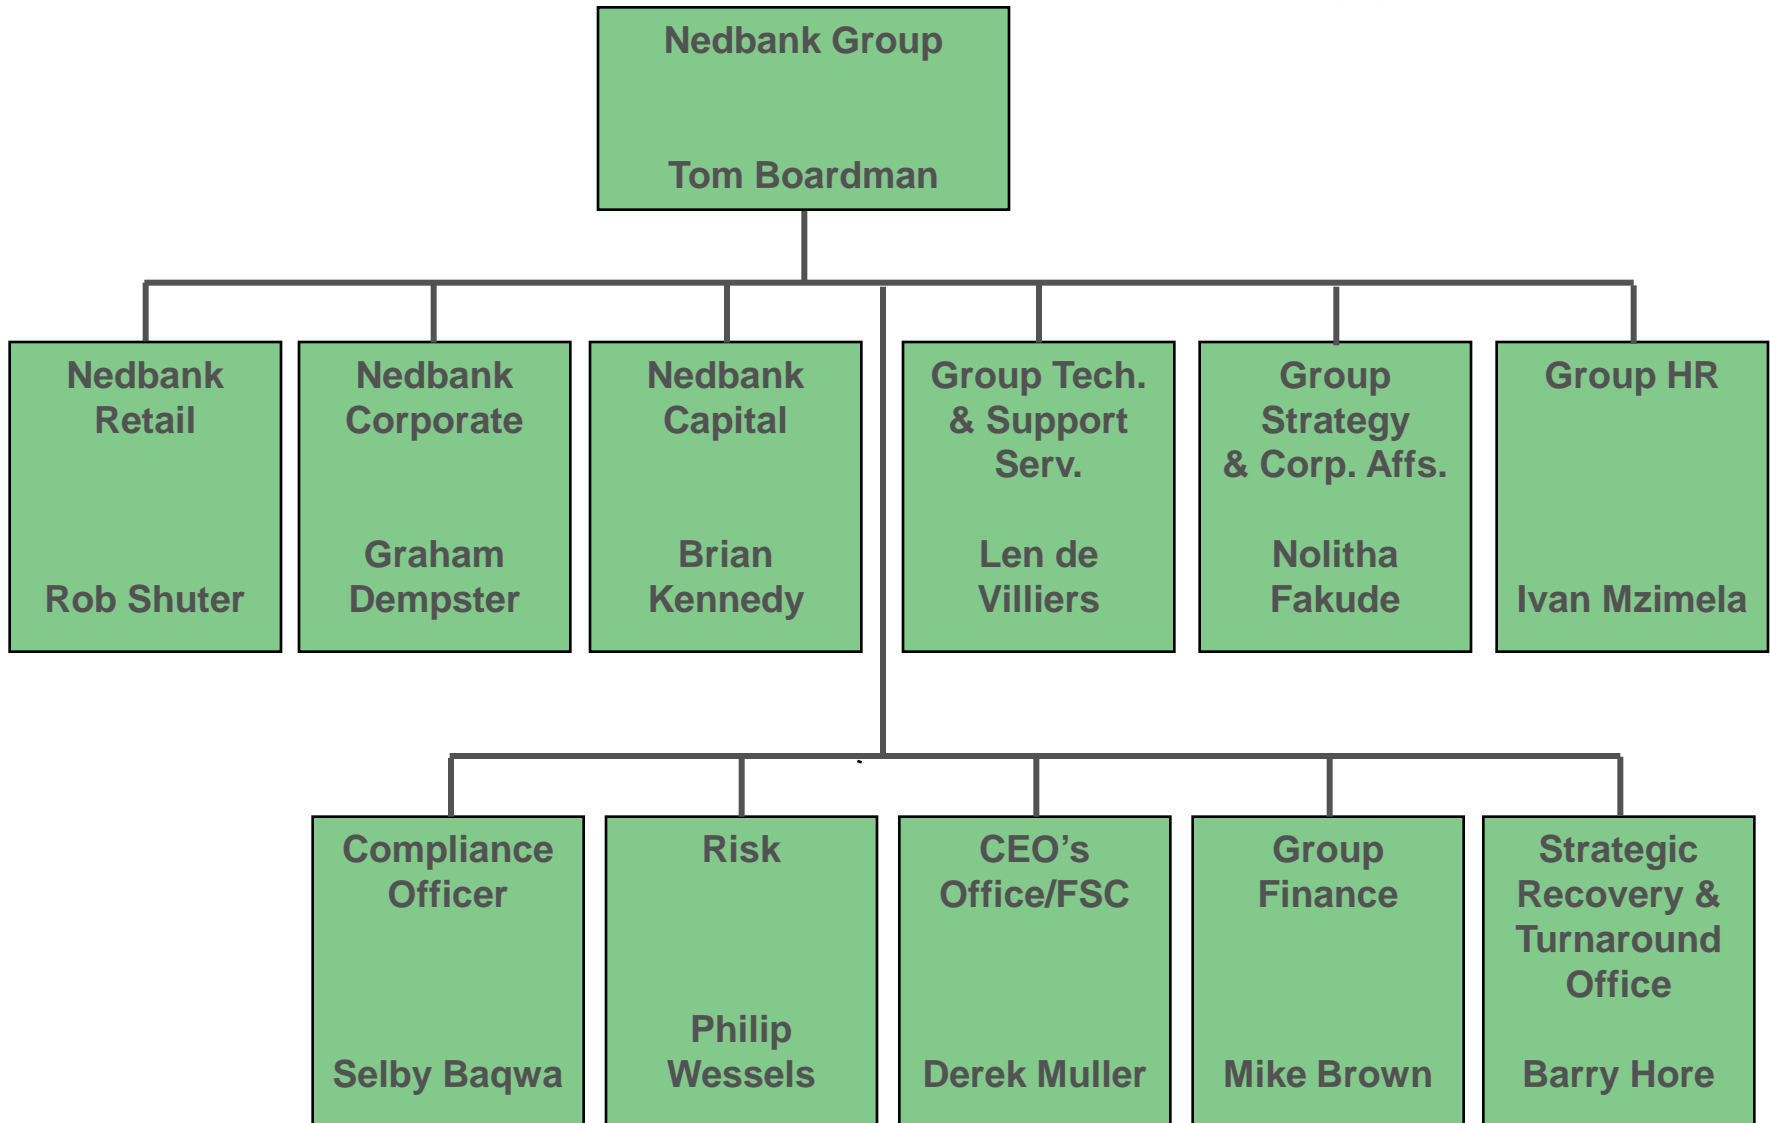 Nedbank Group
Tom Boardman
Nedbank
Retail
Rob Shuter
Nedbank
Corporate
Graham
Dempster
Nedbank
Capital
Brian
Kennedy
Group Tech.
& Support
Serv.
Len de
Villiers
Group
Strategy
& Corp. Affs.
Nolitha
Fakude
Group HR
Ivan Mzimela
Compliance
Officer
Selby Baqwa
Risk
Philip
Wessels
CEO’s
Office/FSC
Derek Muller
Group
Finance
Mike Brown
Strategic
Recovery &
Turnaround
Office
Barry Hore